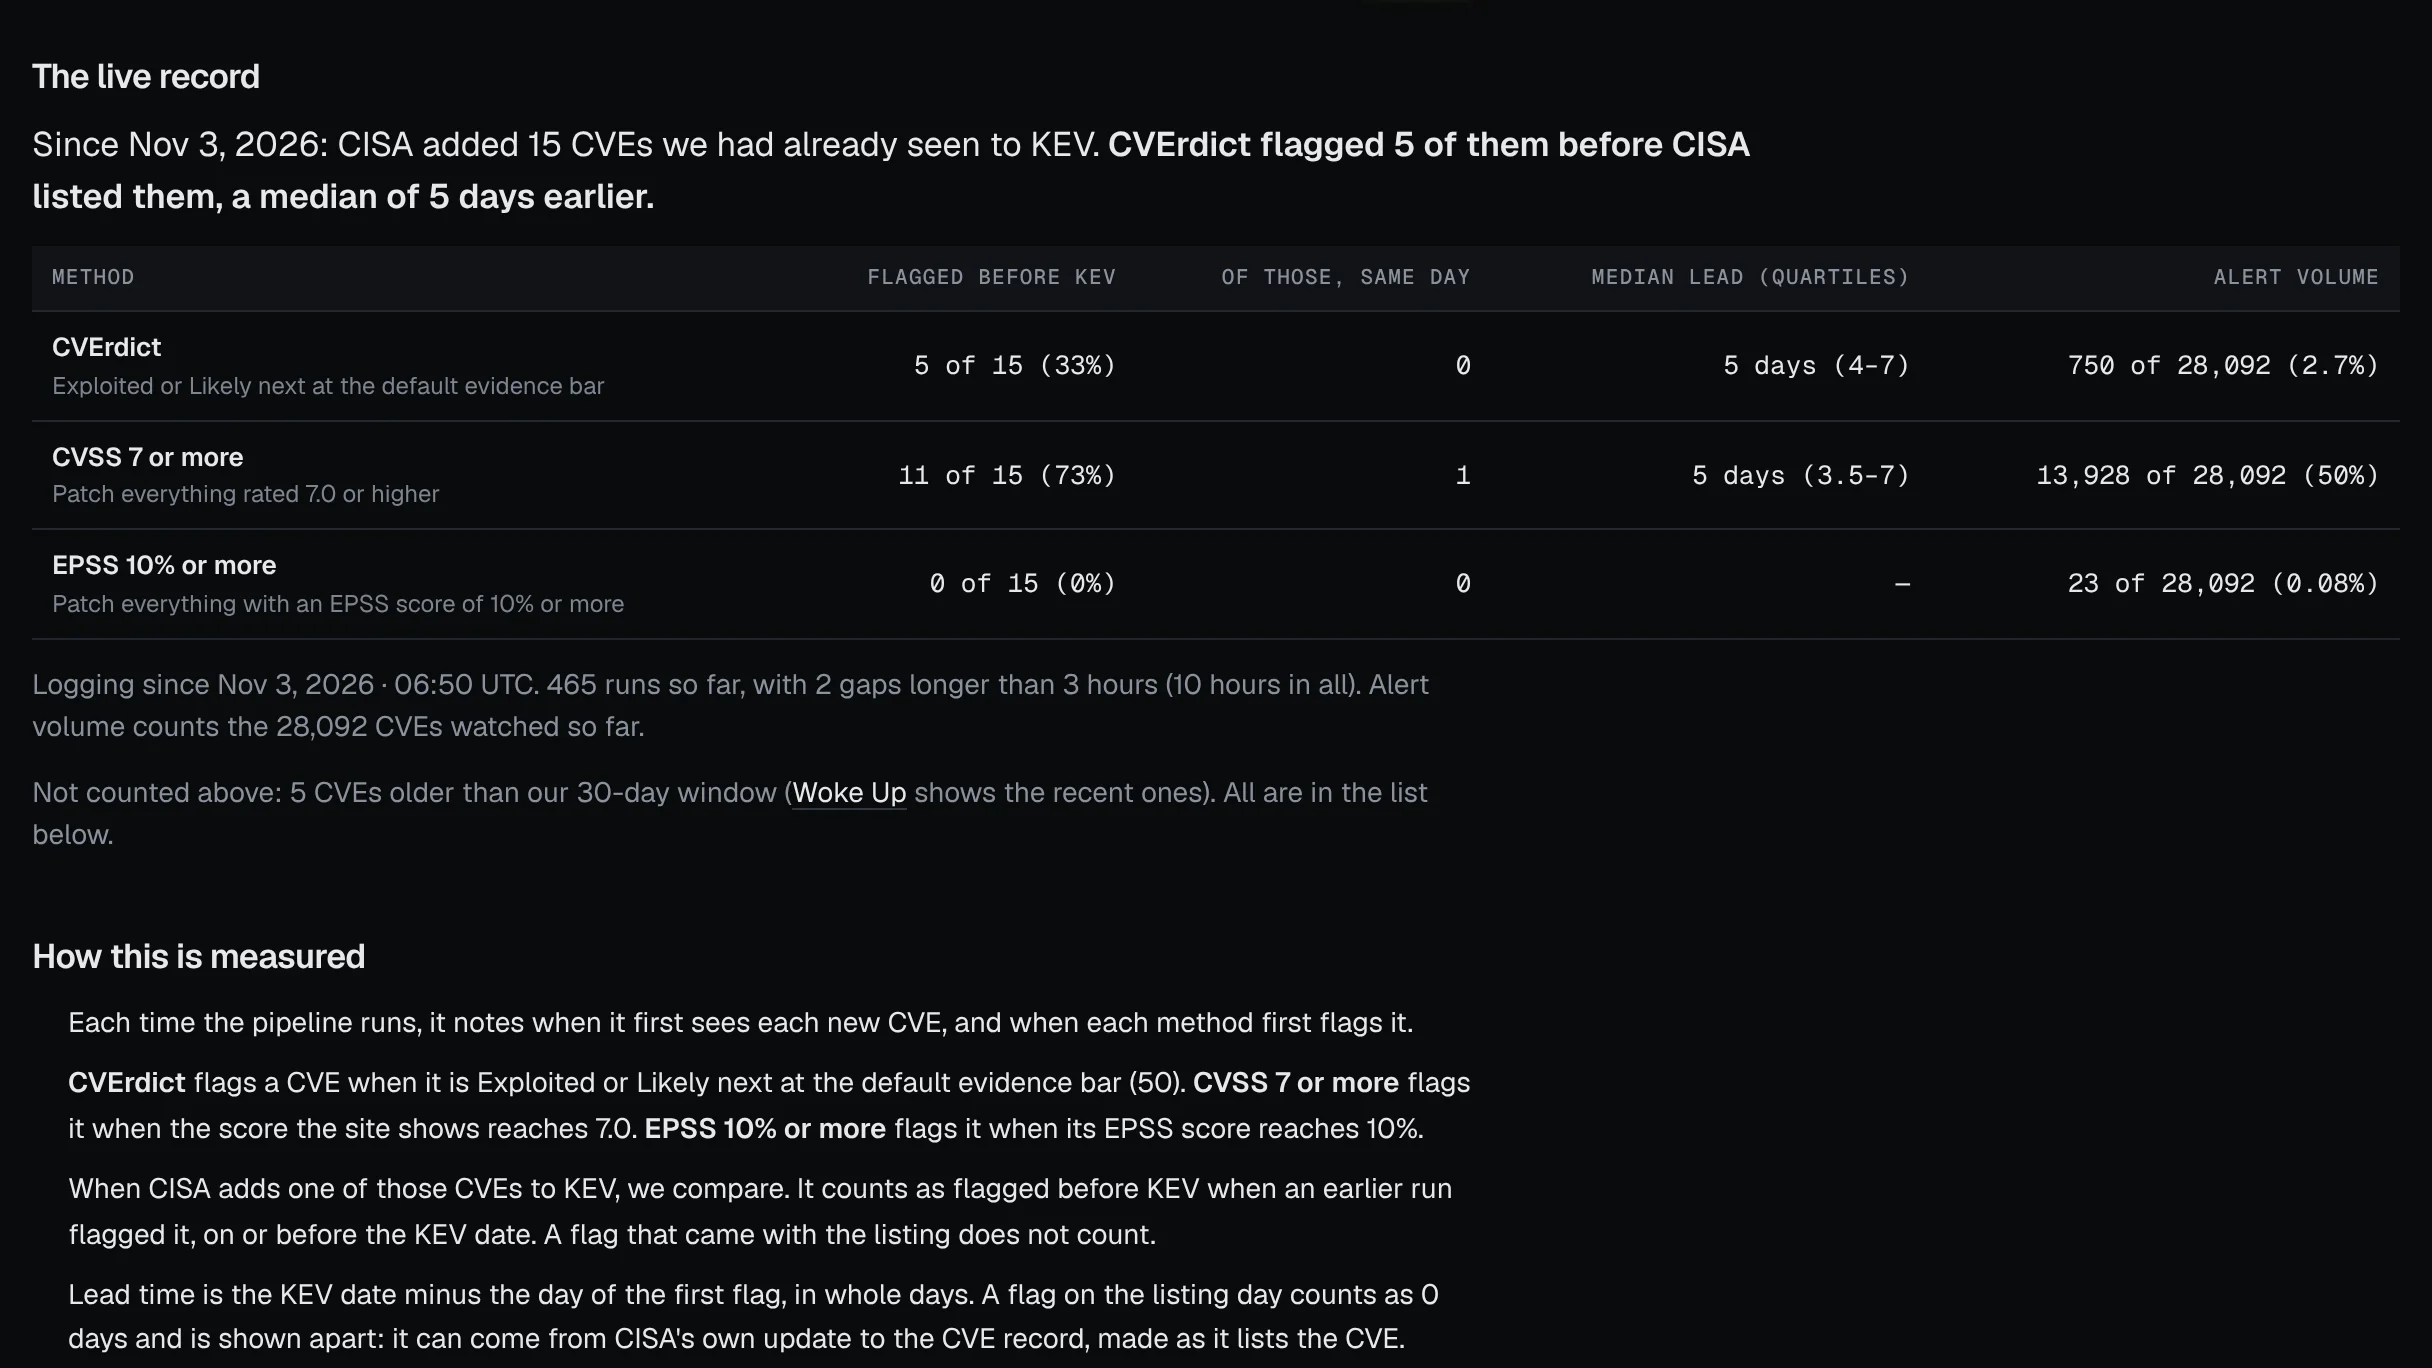 The live record
Since Nov 3, 2026: CISA added 15 CVEs we had already seen to KEV. CVErdict flagged 5 of them before CISA
listed them, a median of 5 days earlier.
METHOD FLAGGED BEFORE KEV OF THOSE, SAME DAY MEDIAN LEAD (QUARTILES) ALERT VOLUME
CVErdict
Exploited or Likely next at the default evidence bar
5 of 15 (33%) 0 5 days (4–7) 750 of 28,092 (2.7%)
CVSS 7 or more
Patch everything rated 7.0 or higher
11 of 15 (73%) 1 5 days (3.5–7) 13,928 of 28,092 (50%)
EPSS 10% or more
Patch everything with an EPSS score of 10% or more
0 of 15 (0%) 0 – 23 of 28,092 (0.08%)
Logging since Nov 3, 2026 · 06:50 UTC. 465 runs so far, with 2 gaps longer than 3 hours (10 hours in all). Alert
volume counts the 28,092 CVEs watched so far.
Not counted above: 5 CVEs older than our 30-day window (Woke Up shows the recent ones). All are in the list
below.
How this is measured
Each time the pipeline runs, it notes when it first sees each new CVE, and when each method first flags it.
CVErdict flags a CVE when it is Exploited or Likely next at the default evidence bar (50). CVSS 7 or more flags
it when the score the site shows reaches 7.0. EPSS 10% or more flags it when its EPSS score reaches 10%.
When CISA adds one of those CVEs to KEV, we compare. It counts as flagged before KEV when an earlier run
flagged it, on or before the KEV date. A flag that came with the listing does not count.
Lead time is the KEV date minus the day of the first flag, in whole days. A flag on the listing day counts as 0
days and is shown apart: it can come from CISA's own update to the CVE record, made as it lists the CVE.